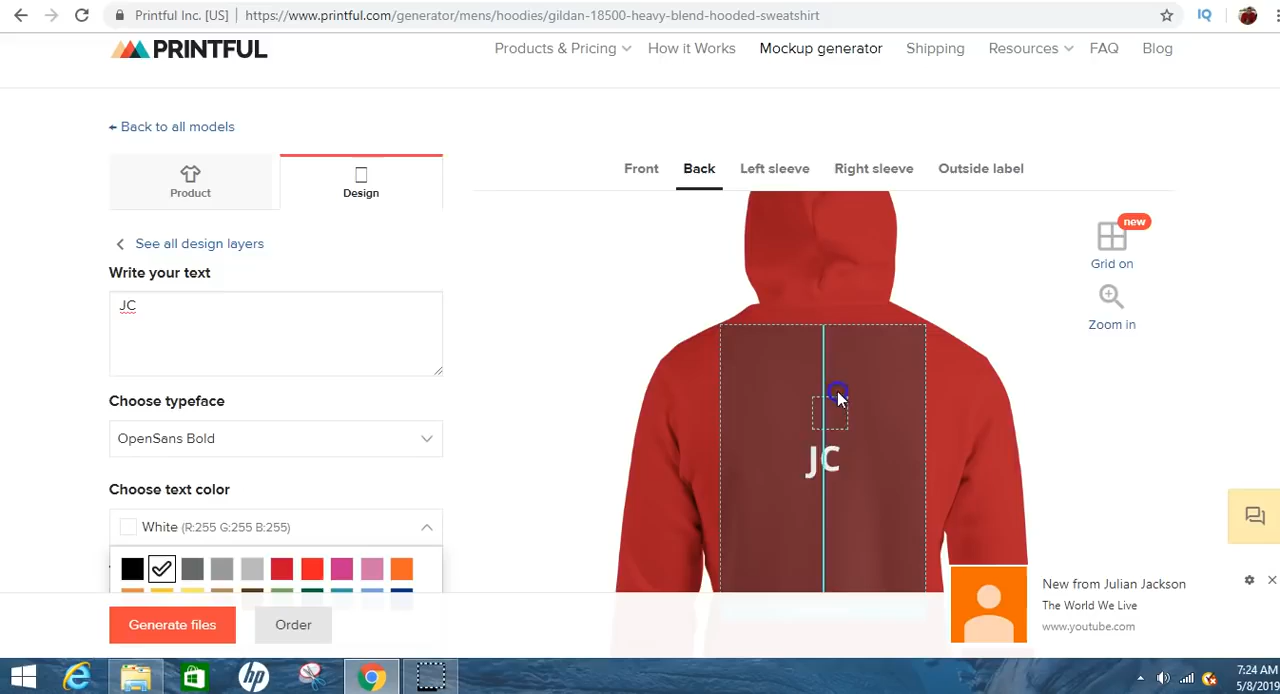 Printful Inc. [US] | https://www.printful.com/generator/mens/hoodies/gildan-18500-heavy-blend-hooded-sweatshirt
IQ
PRINTFUL
Products & Pricing
How it Works
Mockup generator
Shipping
Resources
FAQ
Blog
Back to all models
Product
Design
Front
Back
Left sleeve
Right sleeve
Outside label
new
Grid on
Zoom in
See all design layers
Write your text
JC
Choose typeface
OpenSans Bold
Choose text color
White (R:255 G:255 B:255)
JC
Generate files
Order
New from Julian Jackson
The World We Live
www.youtube.com
hp
7:24 AM
5/8/2019